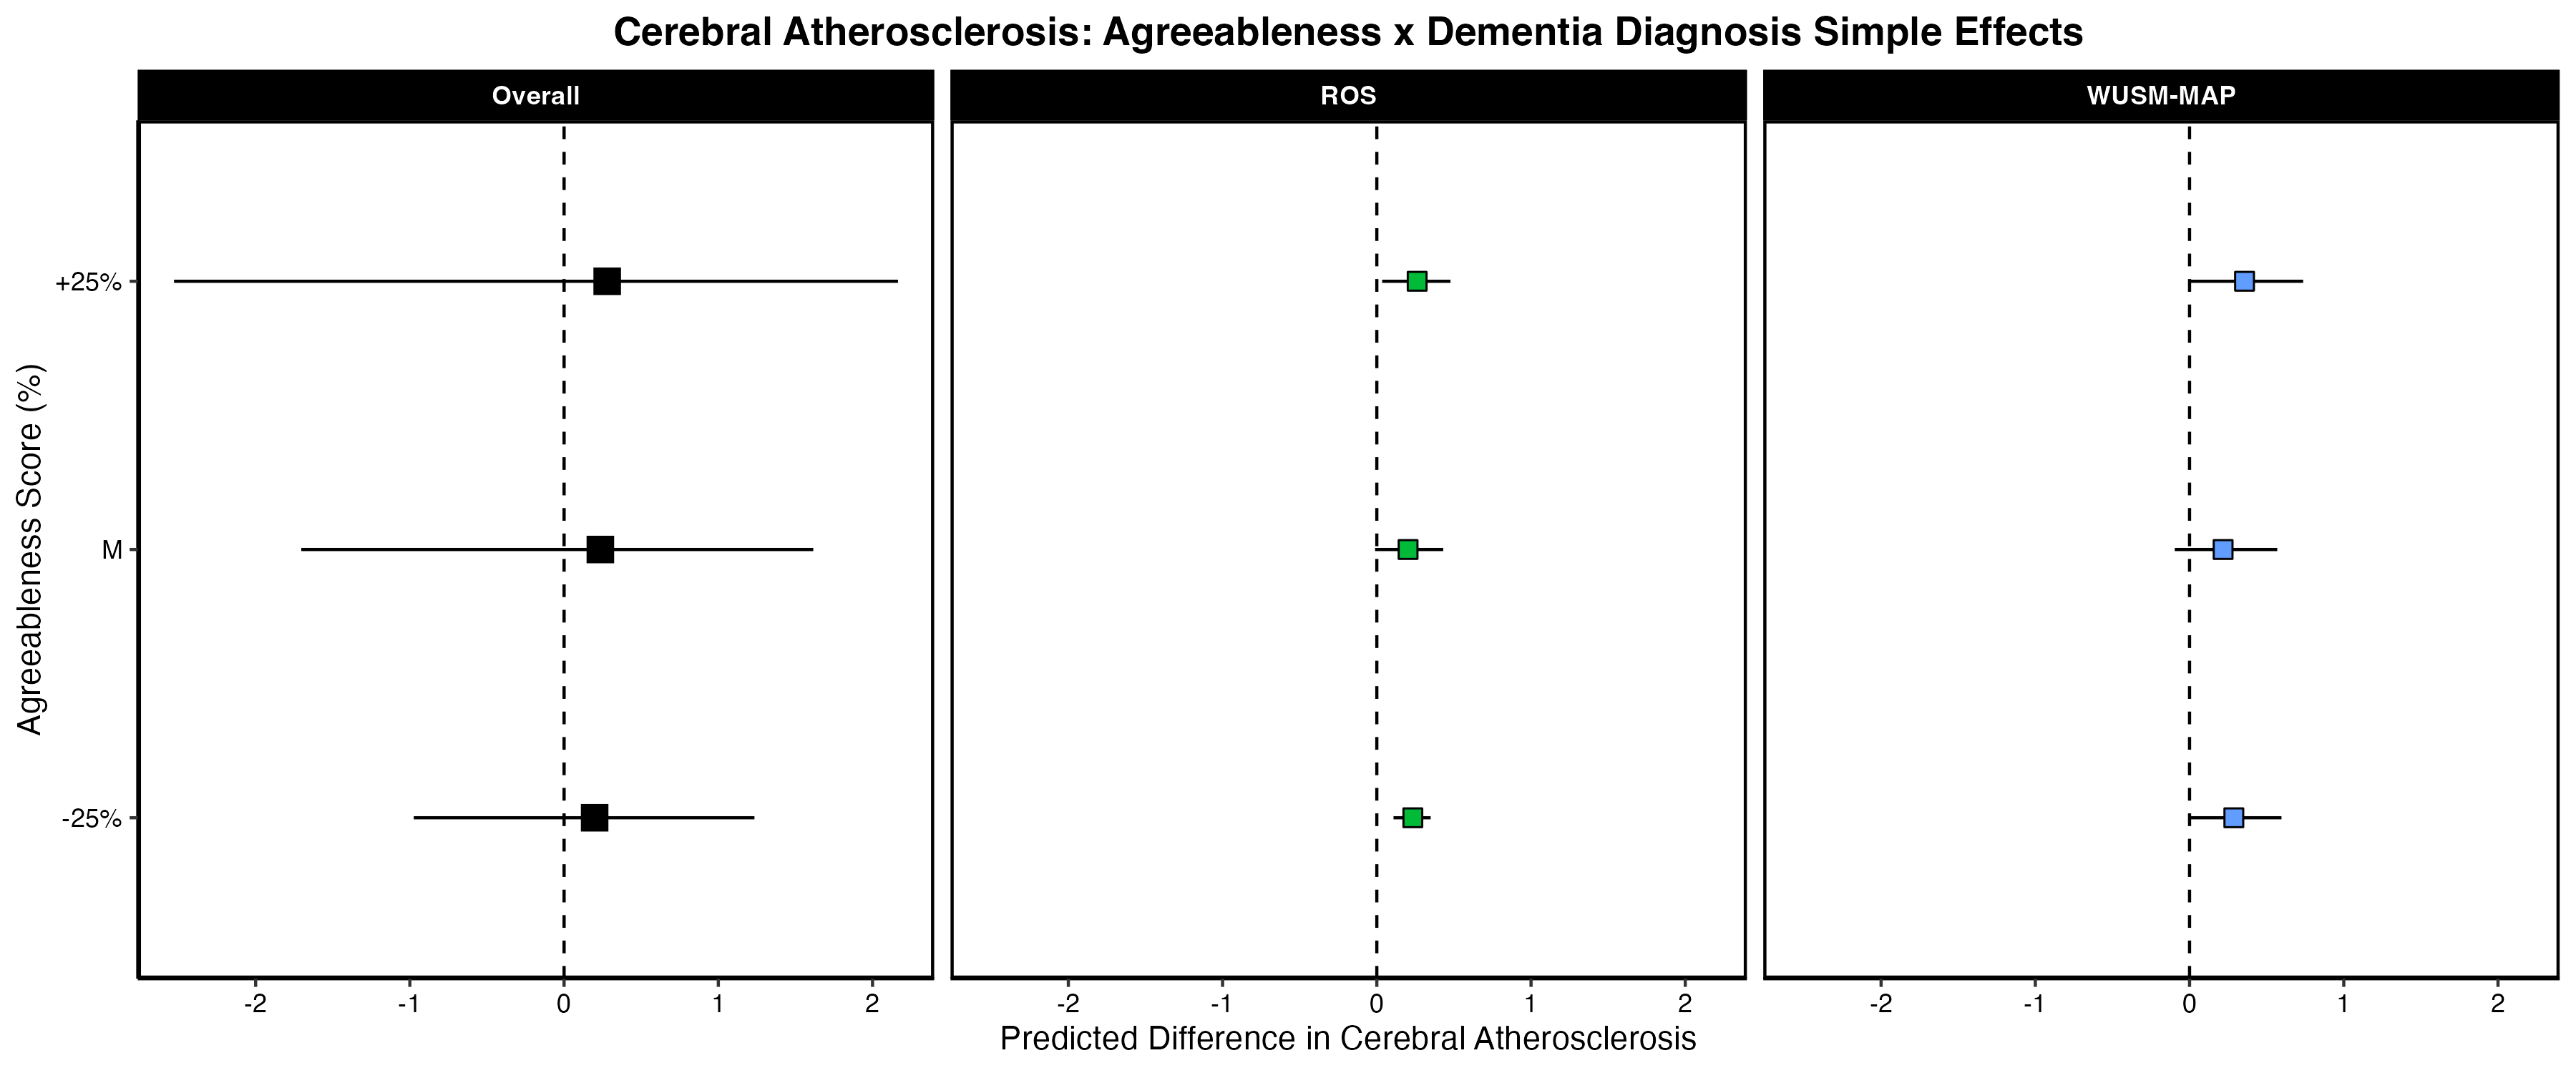 Cerebral Atherosclerosis: Agreeableness x Dementia Diagnosis Simple Effects
Overall
ROS
WUSM-MAP
Agreeableness Score (%)
+25%
M
-25%
-2 -1 0 1 2
-2 -1 0 1 2
-2 -1 0 1 2
Predicted Difference in Cerebral Atherosclerosis